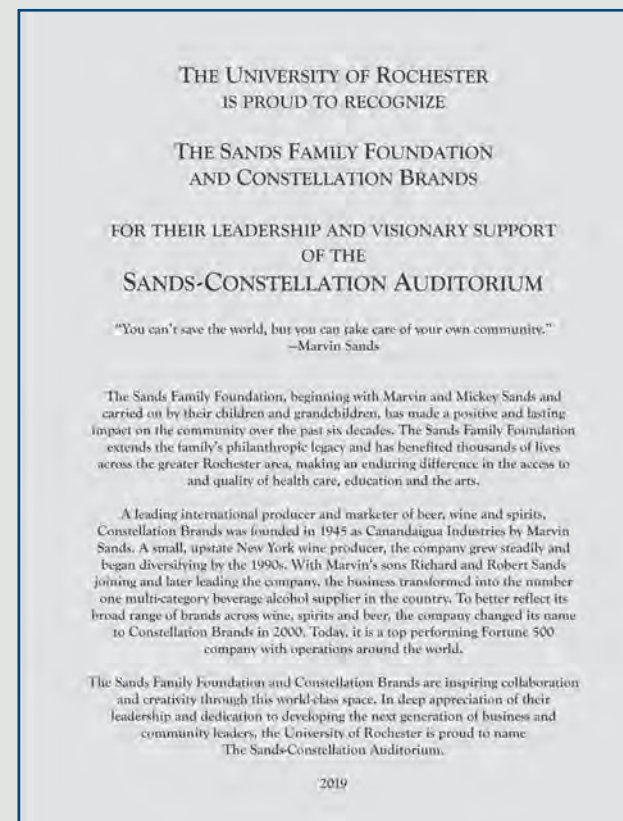 THE UNIVERSITY OF ROCHESTER
IS PROUD TO RECOGNIZE
THE SANDS FAMILY FOUNDATION
AND CONSTELLATION BRANDS
FOR THEIR LEADERSHIP AND VISIONARY SUPPORT
OF THE
SANDS-CONSTELLATION AUDITORIUM
“You can’t save the world, but you can take care of your own community.”
–Marvin Sands
The Sands Family Foundation, beginning with Marvin and Mickey Sands and
carried on by their children and grandchildren, has made a positive and lasting
impact on the community over the past six decades. The Sands Family Foundation
extends the family’s philanthropic legacy and has benefited thousands of lives
across the greater Rochester area, making an enduring difference in the access to
and quality of health care, education and the arts.
A leading international producer and marketer of beer, wine and spirits,
Constellation Brands was founded in 1945 as Canandaigua Industries by Marvin
Sands. A small, upstate New York wine producer, the company grew steadily and
began diversifying by the 1990s. With Marvin’s sons Richard and Robert Sands
joining and later leading the company, the business transformed into the number
one multi-category beverage alcohol supplier in the country. To better reflect its
broad range of brands across wine, spirits and beer, the company changed its name
to Constellation Brands in 2000. Today, it is a top performing Fortune 500
company with operations around the world.
The Sands Family Foundation and Constellation Brands are inspiring collaboration
and creativity through this world-class space. In deep appreciation of their
leadership and dedication to developing the next generation of business and
community leaders, the University of Rochester is proud to name
The Sands-Constellation Auditorium.
2019